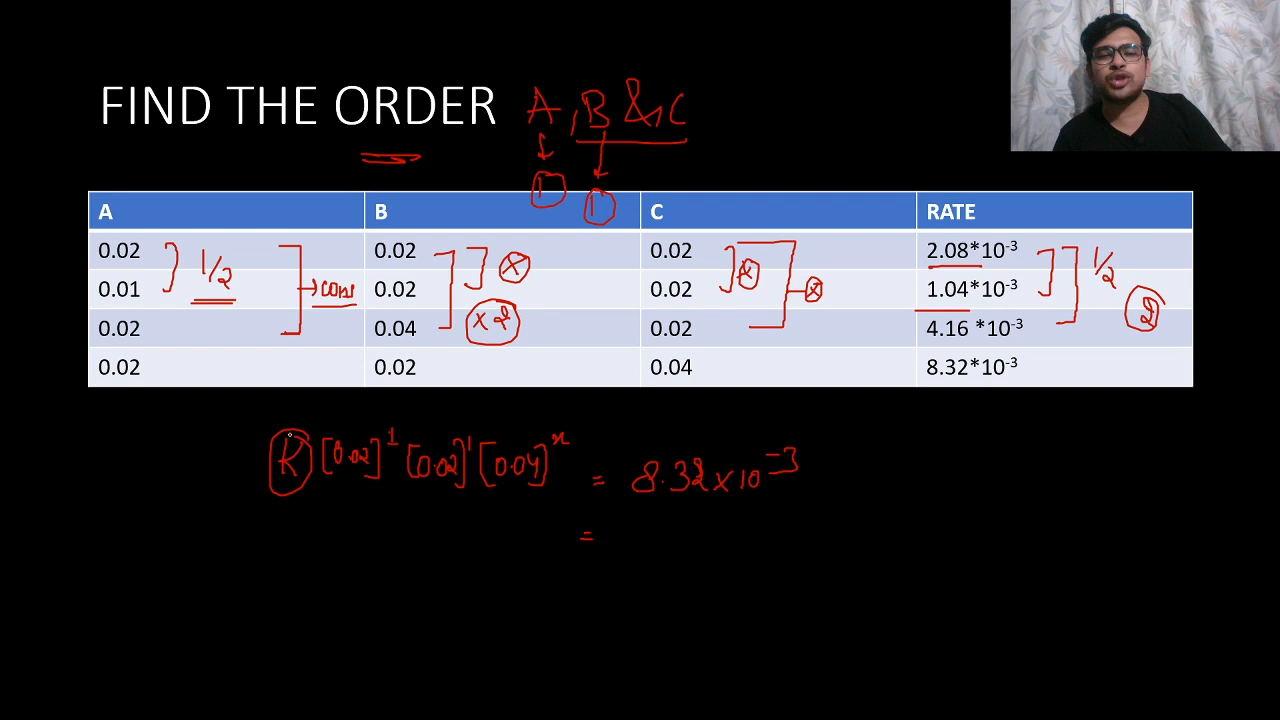 FIND THE ORDER A, B & C
1
1
A B C RATE
0.02 0.02 0.02 2.08*10-3
0.01 0.02 0.02 1.04*10-3
0.02 0.04 0.02 4.16 *10-3
0.02 0.02 0.04 8.32*10-3
1/2 x x 1/2
→ cons x
x2 2
K [0.02]1 [0.02]1 [0.04]x = 8.32 x 10-3
=